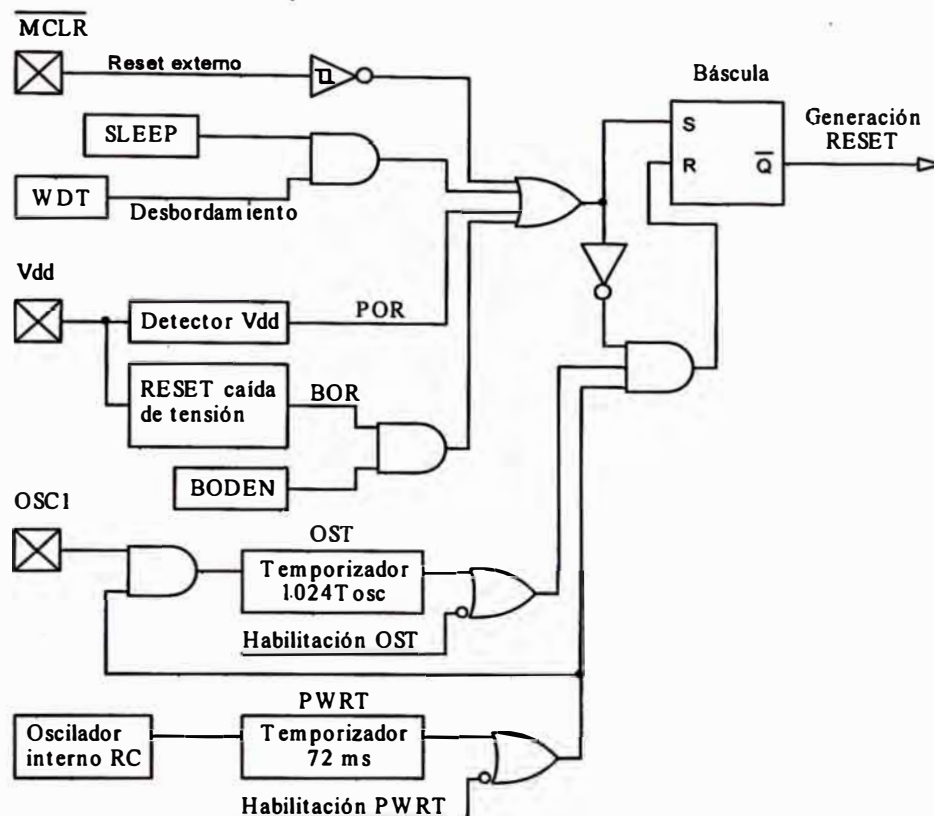 MCLR
Reset externo
Báscula
S
R
Q
Generación
RESET
SLEEP
WDT
Desbordamiento
Vdd
Detector Vdd
POR
RESET caída
de tensión
BOR
BODEN
OSC1
OST
Temporizador
1.024Tosc
Habilitación OST
PWRT
Oscilador
interno RC
Temporizador
72 ms
Habilitación PWRT